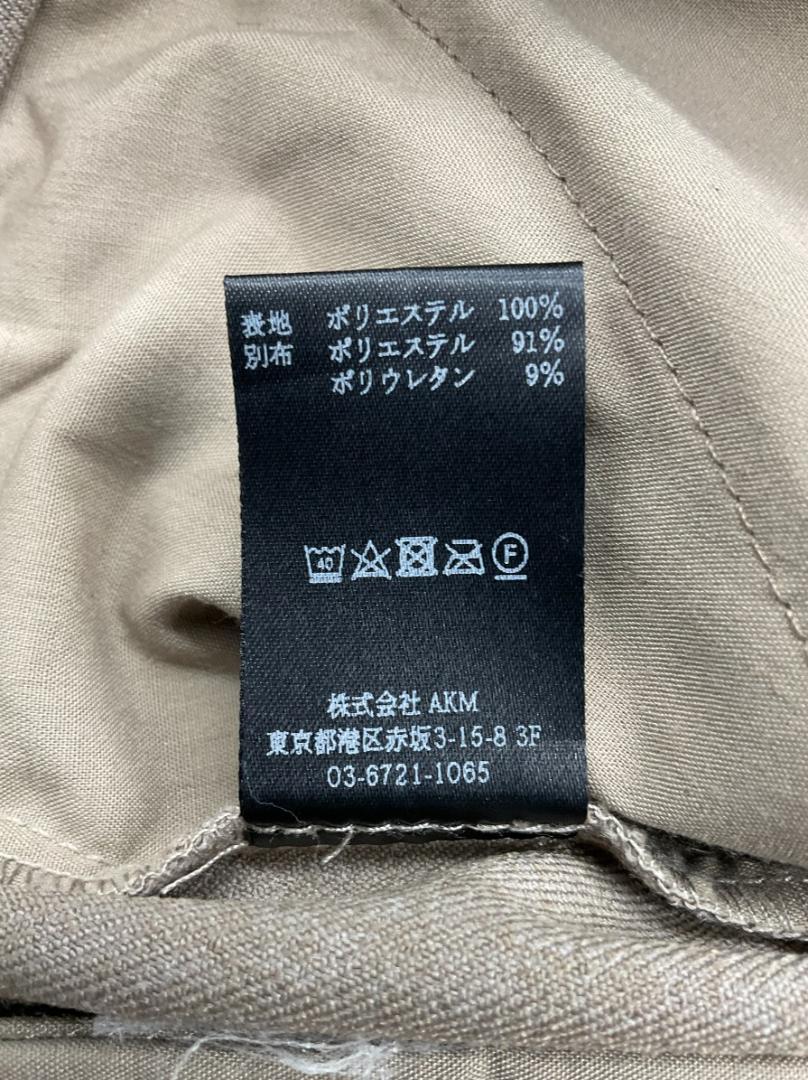 表地 ポリエステル 100%
別布 ポリエステル 91%
ポリウレタン 9%
40 F
株式会社 AKM
東京都港区赤坂3-15-8 3F
03-6721-1065